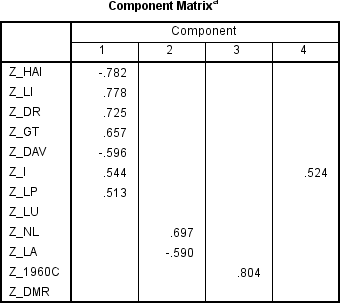 Component Matrixa
Component
1 2 3 4
Z_HAI -.782
Z_LI .778
Z_DR .725
Z_GT .657
Z_DAV -.596
Z_I .544 .524
Z_LP .513
Z_LU
Z_NL .697
Z_LA -.590
Z_1960C .804
Z_DMR